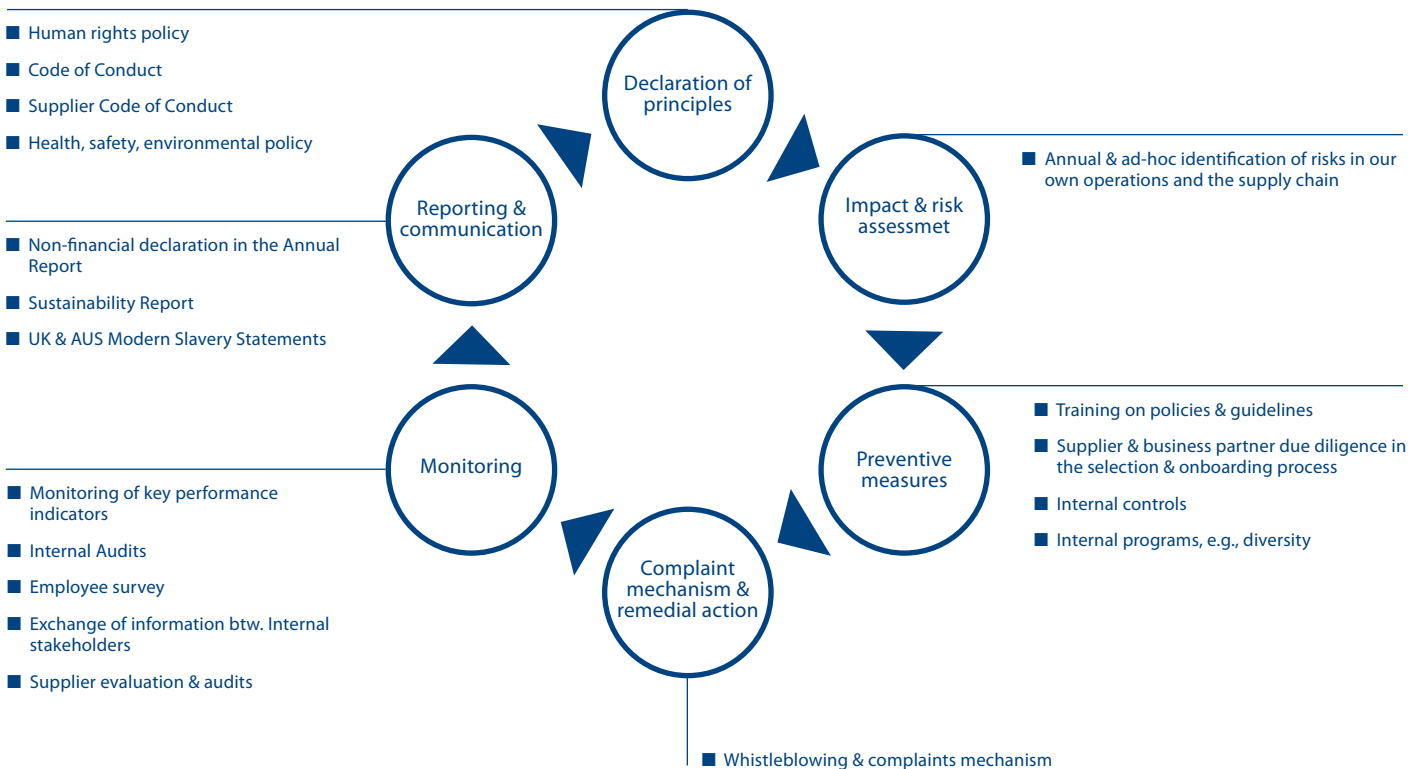 Human rights policy
Code of Conduct
Supplier Code of Conduct
Health, safety, environmental policy
Declaration of
principles
Impact & risk
assessmet
Annual & ad-hoc identification of risks in our
own operations and the supply chain
Preventive
measures
Training on policies & guidelines
Supplier & business partner due diligence in
the selection & onboarding process
Internal controls
Internal programs, e.g., diversity
Complaint
mechanism &
remedial action
Whistleblowing & complaints mechanism
Monitoring
Monitoring of key performance
indicators
Internal Audits
Employee survey
Exchange of information btw. Internal
stakeholders
Supplier evaluation & audits
Reporting &
communication
Non-financial declaration in the Annual
Report
Sustainability Report
UK & AUS Modern Slavery Statements